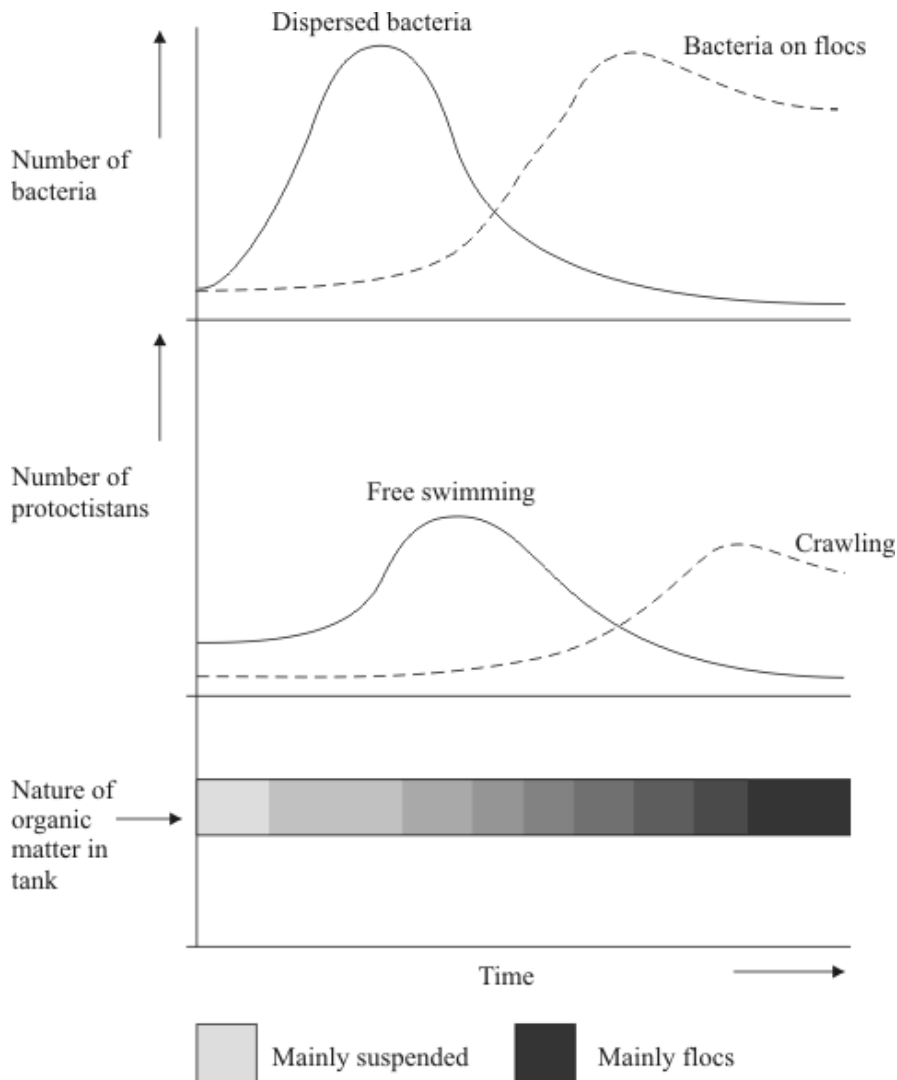 Dispersed bacteria
Bacteria on flocs
Number of
bacteria
Number of
protoctistans
Free swimming
Crawling
Nature of
organic
matter in
tank
Time
Mainly suspended
Mainly flocs